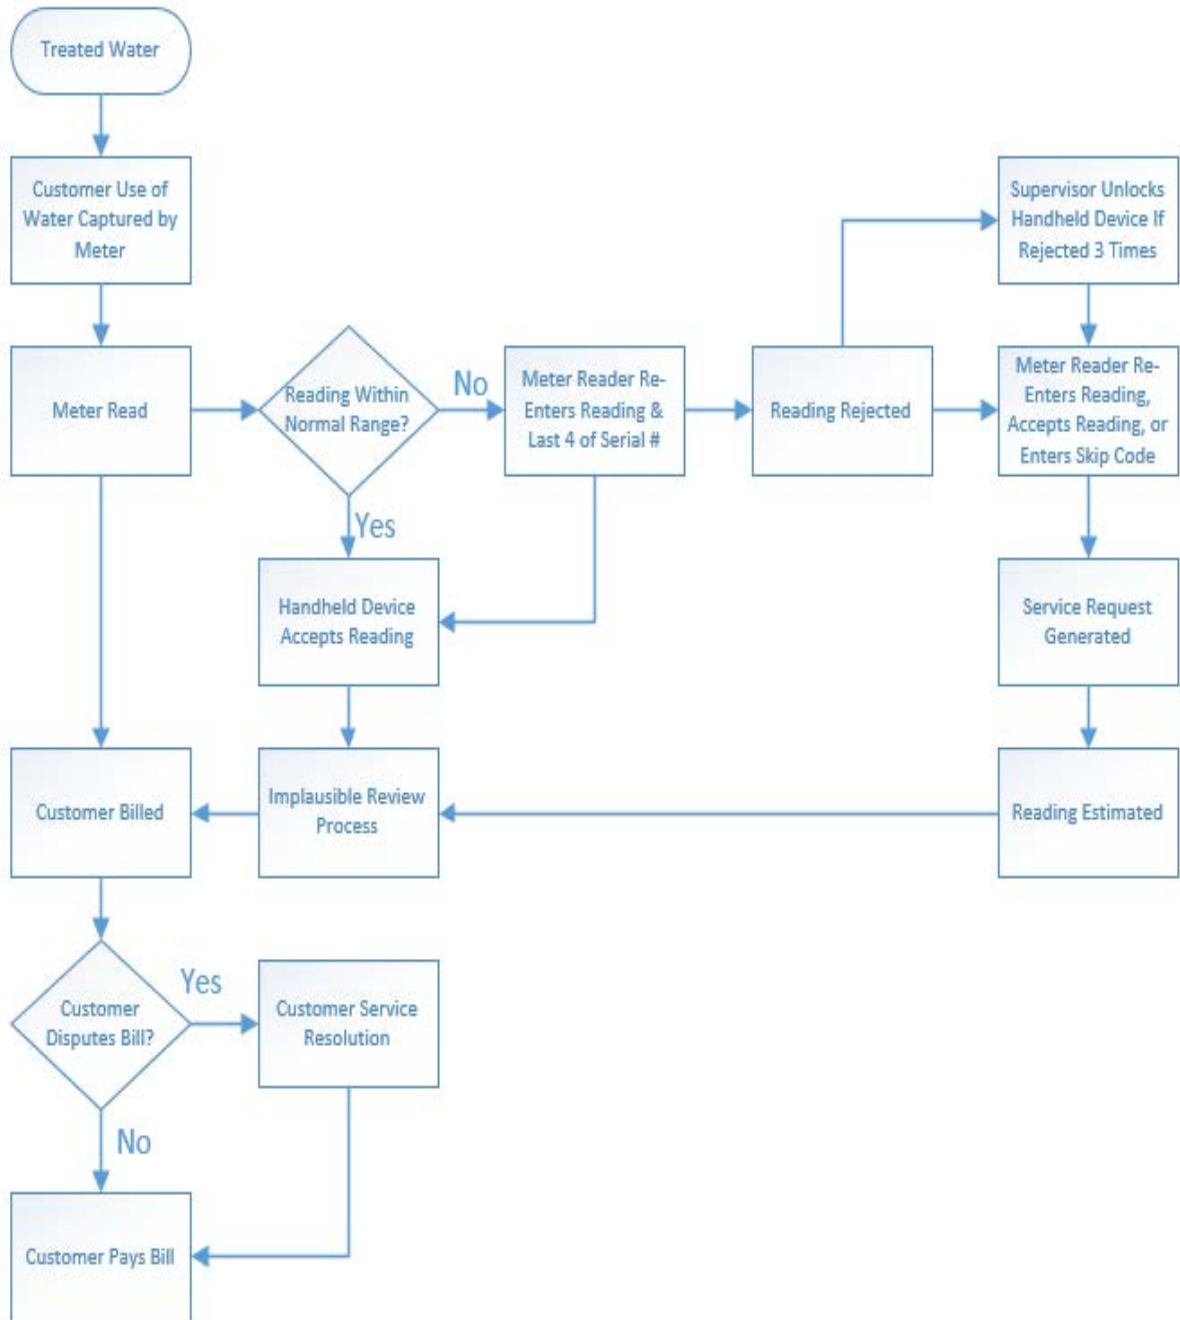 Treated Water
Customer Use of
Water Captured by
Meter
Supervisor Unlocks
Handheld Device If
Rejected 3 Times
Meter Read
Reading Within
Normal Range?
No
Meter Reader Re-
Enters Reading &
Last 4 of Serial #
Reading Rejected
Meter Reader Re-
Enters Reading,
Accepts Reading, or
Enters Skip Code
Yes
Handheld Device
Accepts Reading
Service Request
Generated
Customer Billed
Implausible Review
Process
Reading Estimated
Customer
Disputes Bill?
Yes
Customer Service
Resolution
No
Customer Pays Bill